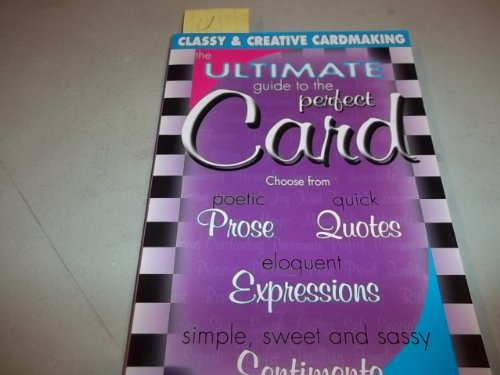 U
CLASSY & CREATIVE CARDMAKING
the
ULTIMATE
guide to the
perfect
Card
Choose from
poetic
Prose
quick
Quotes
eloquent
Expressions
simple, sweet and sassy
Sentiments